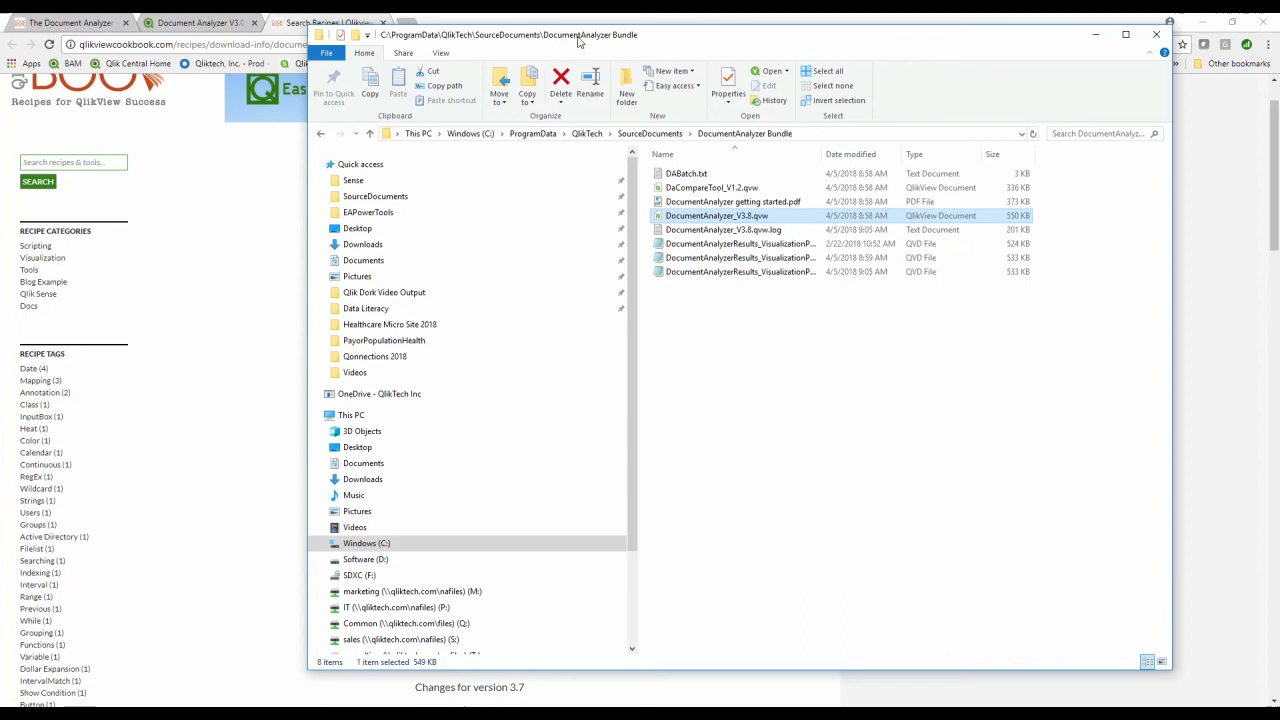 The Document Analyzer
Document Analyzer V3.
Search Recipes | Qlikvie
C:\ProgramData\QlikTech\SourceDocuments\DocumentAnalyzer Bundle
qlikviewcookbook.com/recipes/download-info/docume
File
Home
Share
View
Apps
BAM
Qlik Central Home
Qliktech, Inc. - Prod
Other bookmarks
Pin to Quick access
Copy
Paste
Cut
Copy path
Paste shortcut
Clipboard
Move to
Copy to
Delete
Rename
Organize
New folder
New item
Easy access
New
Properties
Open
Edit
History
Open
Select all
Select none
Invert selection
Select
Recipes for QlikView Success
Eas
This PC > Windows (C:) > ProgramData > QlikTech > SourceDocuments > DocumentAnalyzer Bundle
Search DocumentAnalyz...
Search recipes & tools...
SEARCH
RECIPE CATEGORIES
Scripting
Visualization
Tools
Blog Example
Qlik Sense
Docs
RECIPE TAGS
Date (4)
Mapping (3)
Annotation (2)
Class (1)
InputBox (1)
Heat (1)
Color (1)
Calendar (1)
Continuous (1)
RegEx (1)
Wildcard (1)
Strings (1)
Users (1)
Groups (1)
Active Directory (1)
Filelist (1)
Searching (1)
Indexing (1)
Interval (1)
Range (1)
Previous (1)
While (1)
Grouping (1)
Functions (1)
Variable (1)
Dollar Expansion (1)
IntervalMatch (1)
Show Condition (1)
Button (1)
Quick access
Sense
SourceDocuments
EAPowerTools
Desktop
Downloads
Documents
Pictures
Qlik Dork Video Output
Data Literacy
Healthcare Micro Site 2018
PayorPopulationHealth
Qonnections 2018
Videos
OneDrive - QlikTech Inc
This PC
3D Objects
Desktop
Documents
Downloads
Music
Pictures
Videos
Windows (C:)
Software (D:)
SDXC (F:)
marketing (\\qliktech.com\nafiles) (M:)
IT (\\qliktech.com\nafiles) (P:)
Common (\\qliktech.com\files) (Q:)
sales (\\qliktech.com\nafiles) (S:)
Name Date modified Type Size
DABatch.txt 4/5/2018 8:58 AM Text Document 3 KB
DaCompareTool_V1.2.qvw 4/5/2018 8:58 AM QlikView Document 336 KB
DocumentAnalyzer getting started.pdf 4/5/2018 8:58 AM PDF File 373 KB
DocumentAnalyzer_V3.8.qvw 4/5/2018 8:58 AM QlikView Document 550 KB
DocumentAnalyzer_V3.8.qvw.log 4/5/2018 9:05 AM Text Document 201 KB
DocumentAnalyzerResults_VisualizationP... 2/22/2018 10:52 AM QVD File 524 KB
DocumentAnalyzerResults_VisualizationP... 4/5/2018 8:59 AM QVD File 533 KB
DocumentAnalyzerResults_VisualizationP... 4/5/2018 9:05 AM QVD File 533 KB
8 items 1 item selected 549 KB
Changes for version 3.7